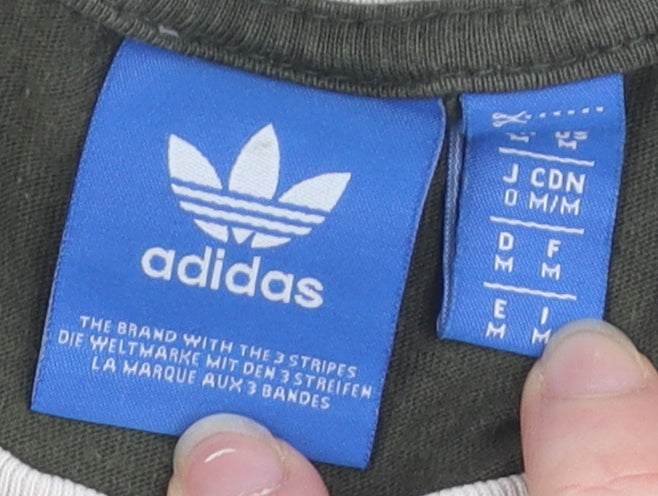 adidas
THE BRAND WITH THE 3 STRIPES
DIE WELTMARKE MIT DEN 3 STREIFEN
LA MARQUE AUX 3 BANDES
US
M
J CDN
O M/M
D F
M M
E I
M M